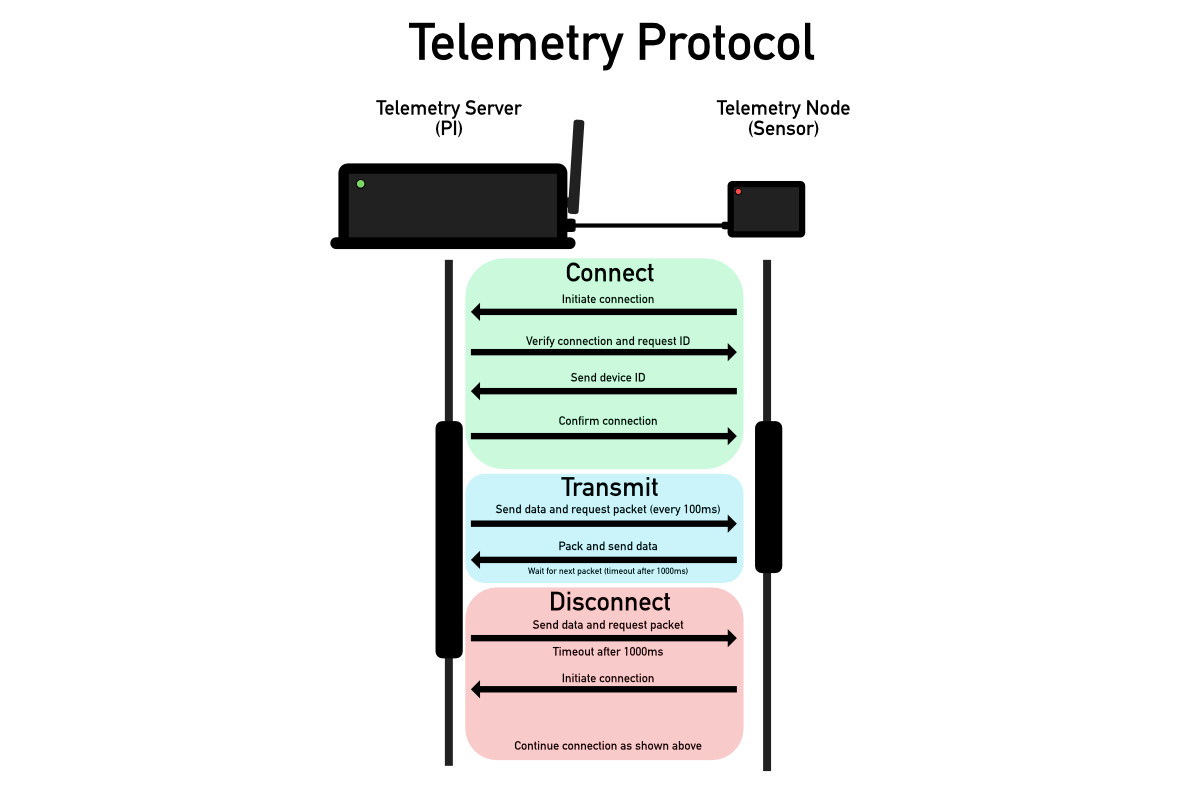 Telemetry Protocol
Telemetry Server
(PI)
Telemetry Node
(Sensor)
Connect
Initiate connection
Verify connection and request ID
Send device ID
Confirm connection
Transmit
Send data and request packet (every 100ms)
Pack and send data
Wait for next packet (timeout after 1000ms)
Disconnect
Send data and request packet
Timeout after 1000ms
Initiate connection
Continue connection as shown above